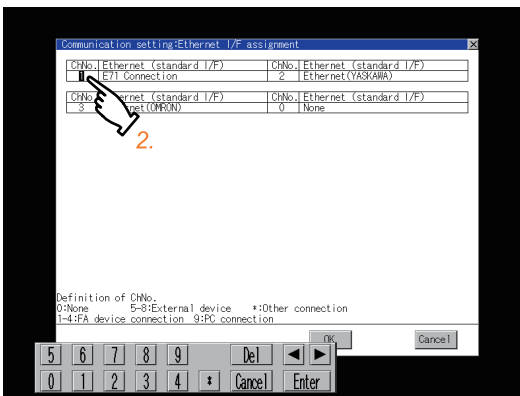 Communication setting:Ethernet I/F assignment
ChNo. Ethernet (standard I/F) ChNo. Ethernet (standard I/F)
1 E71 Connection 2 Ethernet(YASKAWA)
ChNo. Ethernet (standard I/F) ChNo. Ethernet (standard I/F)
3 (OMRON) 0 None
2.
Definition of ChNo.
0:None 5-8:External device *:Other connection
1-4:FA device connection 9:PC connection
OK Cancel
5 6 7 8 9 Del ◀ ▶
0 1 2 3 4 * Cancel Enter